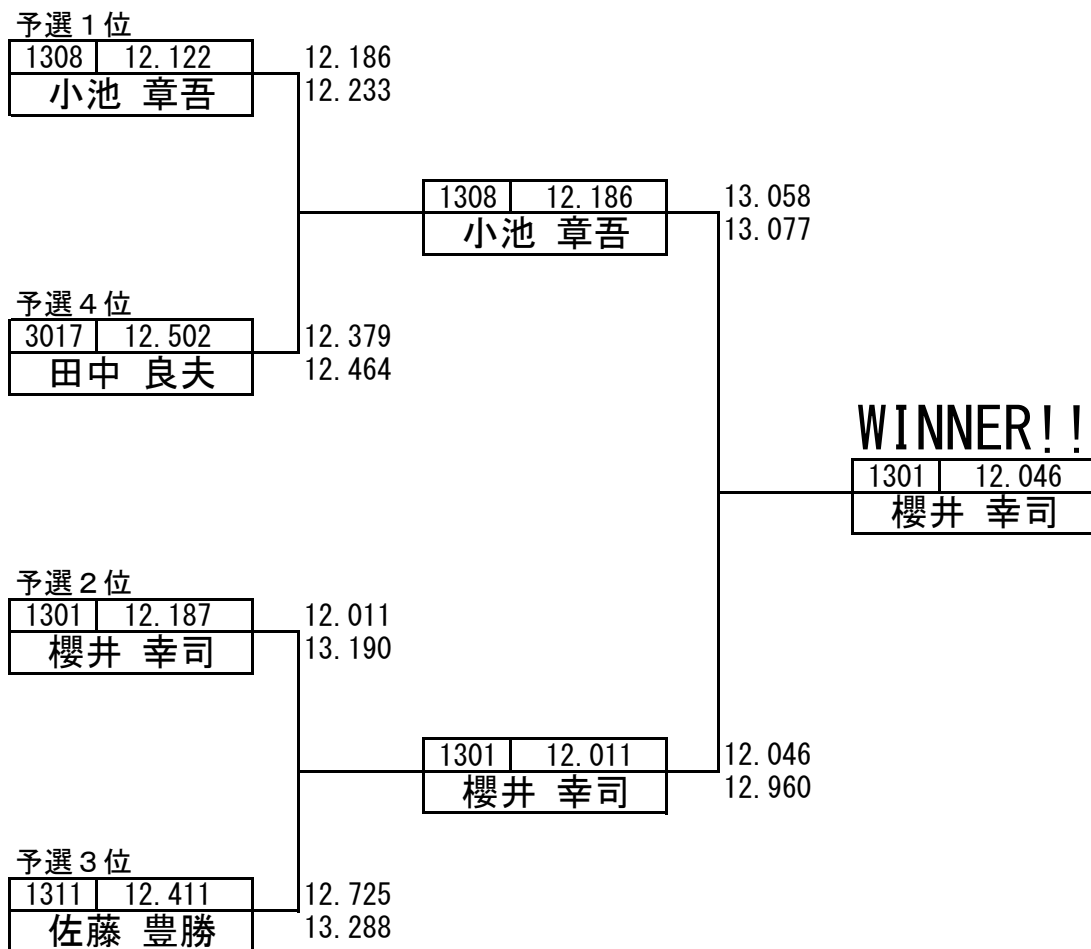 予選１位
1308 12.122 12.186
小池 章吾 12.233
1308 12.186 13.058
小池 章吾 13.077
予選４位
3017 12.502 12.379
田中 良夫 12.464
WINNER!!
1301 12.046
櫻井 幸司
予選２位
1301 12.187 12.011
櫻井 幸司 13.190
1301 12.011 12.046
櫻井 幸司 12.960
予選３位
1311 12.411 12.725
佐藤 豊勝 13.288